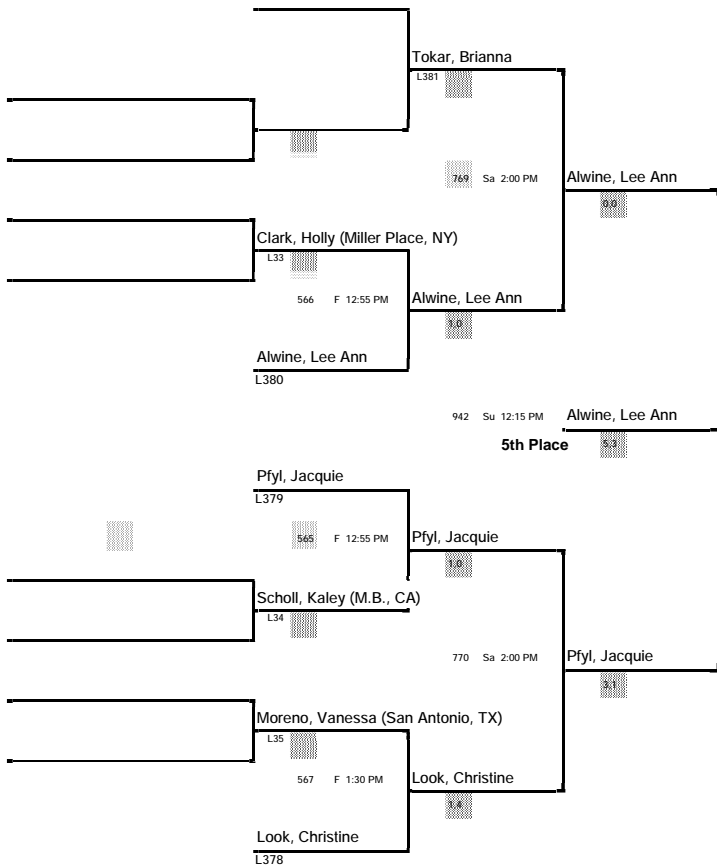 Tokar, Brianna
L381
769 Sa 2:00 PM
Alwine, Lee Ann
0.0
Clark, Holly (Miller Place, NY)
L33
566 F 12:55 PM
Alwine, Lee Ann
1.0
Alwine, Lee Ann
L380
942 Su 12:15 PM
Alwine, Lee Ann
5th Place
5.3
Pfyl, Jacquie
L379
565 F 12:55 PM
Pfyl, Jacquie
1.0
Scholl, Kaley (M.B., CA)
L34
770 Sa 2:00 PM
Pfyl, Jacquie
3.1
Moreno, Vanessa (San Antonio, TX)
L35
567 F 1:30 PM
Look, Christine
1.4
Look, Christine
L378